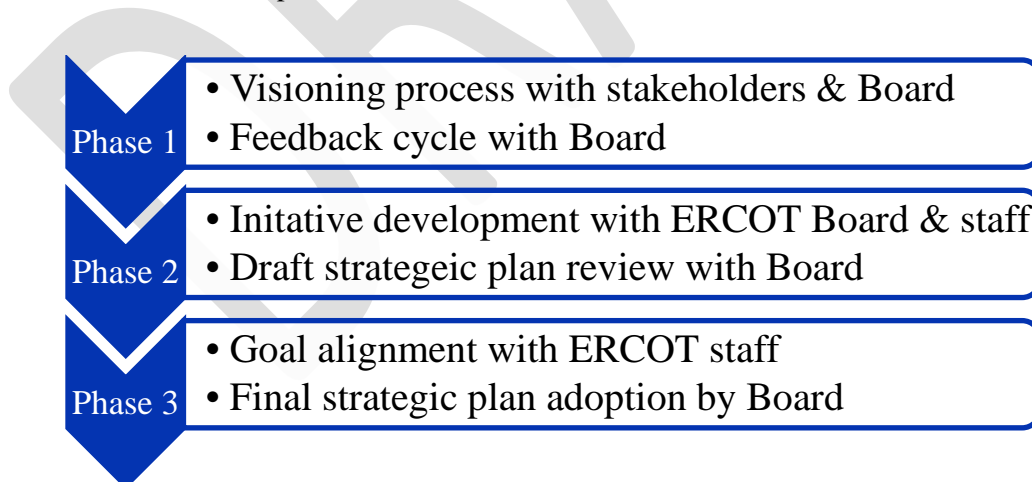 Phase 1
• Visioning process with stakeholders & Board
• Feedback cycle with Board
Phase 2
• Initative development with ERCOT Board & staff
• Draft strategeic plan review with Board
Phase 3
• Goal alignment with ERCOT staff
• Final strategic plan adoption by Board